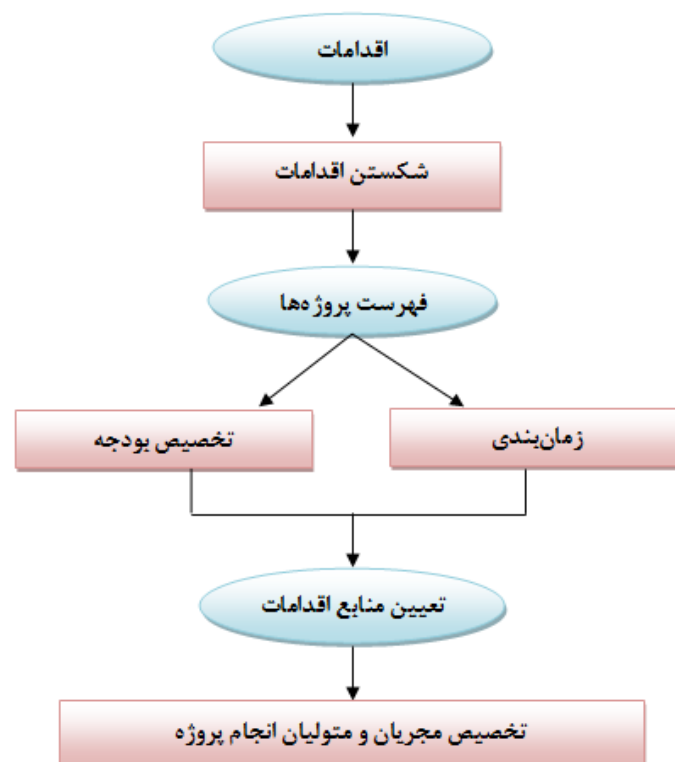 اقدامات
شکستن اقدامات
فهرست پروژه‌ها
زمان‌بندی
تخصیص بودجه
تعیین منابع اقدامات
تخصیص مجریان و متولیان انجام پروژه